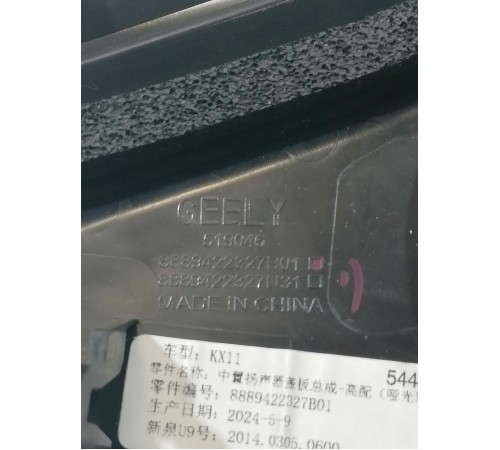 GEELY
519046
8889422327B01
8889422327N31
MADE IN CHINA
车型: KX11
零件名称: 中置扬声器盖板总成-高配 (哑光
零件编号: 8889422327B01
生产日期: 2024-5-9
新泉U9号: 2014.0305.0600
544